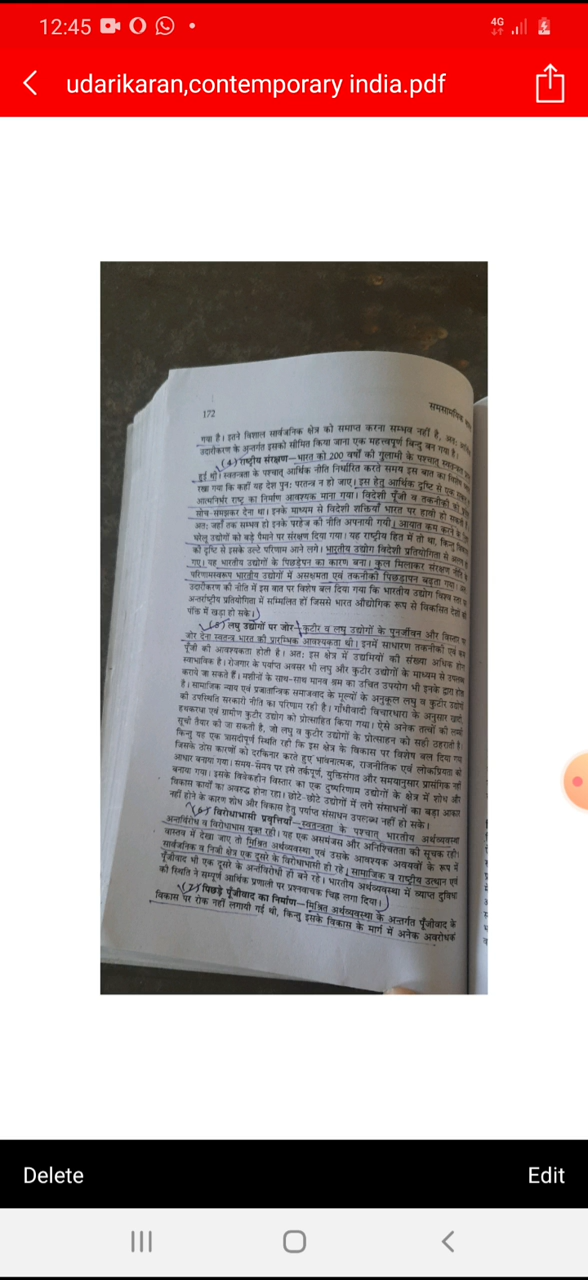 12:45
4G
udarikaran,contemporary india.pdf
172
समसामयिक
गया है। इतने विशाल सार्वजनिक क्षेत्र को समाप्त करना सम्भव नहीं है, अतः
उदारीकरण के अन्तर्गत इसको सीमित किया जाना एक महत्त्वपूर्ण बिन्दु बन गया है।
(4) राष्ट्रीय संरक्षण—भारत को 200 वर्षों की गुलामी के पश्चात्
हुई थी। स्वतन्त्रता के पश्चात् आर्थिक नीति निर्धारित करते समय इस बात का विशेष
रखा गया कि कहीं यह देश पुनः परतन्त्र न हो जाए। इस हेतु आर्थिक दृष्टि से एक
आत्मनिर्भर राष्ट्र का निर्माण आवश्यक माना गया। विदेशी पूँजी व तकनीकी को
सोच-समझकर देना था। इनके माध्यम से विदेशी शक्तियाँ भारत पर हावी हो सकती
अतः जहाँ तक सम्भव हो इनके परहेज की नीति अपनायी गयी। आयात कम करने के
घरेलू उद्योगों को बड़े पैमाने पर संरक्षण दिया गया। यह राष्ट्रीय हित में तो था, किन्तु
की दृष्टि से इसके उल्टे परिणाम आने लगे। भारतीय उद्योग विदेशी प्रतियोगिता से
गए। यह भारतीय उद्योगों के पिछड़ेपन का कारण बना। कुल मिलाकर संरक्षण नीति के
परिणामस्वरूप भारतीय उद्योगों में असक्षमता एवं तकनीकी पिछड़ापन बढ़ता गया।
उदारीकरण की नीति में इस बात पर विशेष बल दिया गया कि भारतीय उद्योग विश्व
अन्तर्राष्ट्रीय प्रतियोगिता में सम्मिलित हों जिससे भारत औद्योगिक रूप से विकसित देशों की
पंक्ति में खड़ा हो सके।
(5) लघु उद्योगों पर जोर—कुटीर व लघु उद्योगों के पुनर्जीवन और विस्तार पर
जोर देना स्वतन्त्र भारत की प्रारम्भिक आवश्यकता थी। इनमें साधारण तकनीकी एवं कम
पूँजी की आवश्यकता होती है। अतः इस क्षेत्र में उद्यमियों की संख्या अधिक होना
स्वाभाविक है। रोजगार के पर्याप्त अवसर भी लघु और कुटीर उद्योगों के माध्यम से उपलब्ध
कराये जा सकते हैं। मशीनों के साथ-साथ मानव श्रम का उचित उपयोग भी इनके द्वारा होता
है। सामाजिक न्याय एवं प्रजातान्त्रिक समाजवाद के मूल्यों के अनुकूल लघु व कुटीर उद्योग
की उपस्थिति सरकारी नीति का परिणाम रही है। गाँधीवादी विचारधारा के अनुसार खादी
हथकरघा एवं ग्रामीण कुटीर उद्योग को प्रोत्साहित किया गया। ऐसे अनेक तत्वों की लम्बी
सूची तैयार की जा सकती है, जो लघु व कुटीर उद्योगों के प्रोत्साहन को सही ठहराते हैं।
किन्तु यह एक त्रासदीपूर्ण स्थिति रही कि इस क्षेत्र के विकास पर विशेष बल दिया गया
जिसके ठोस कारणों को दरकिनार करते हुए भावनात्मक, राजनीतिक एवं लोकप्रियता को
आधार बनाया गया। समय-समय पर इसे तर्कपूर्ण, युक्तिसंगत और समयानुसार प्रासंगिक नहीं
बनाया गया। इसके विवेकहीन विस्तार का एक दुष्परिणाम उद्योगों के क्षेत्र में शोध और
विकास कार्यों का अवरुद्ध होना रहा। छोटे-छोटे उद्योगों में लगे संसाधनों का बड़ा आकार
नहीं होने के कारण शोध और विकास हेतु पर्याप्त संसाधन उपलब्ध नहीं हो सके।
(6) विरोधाभासी प्रवृत्तियाँ—स्वतन्त्रता के पश्चात् भारतीय अर्थव्यवस्था
अन्तर्विरोध व विरोधाभास युक्त रही। यह एक असमंजस और अनिश्चितता की सूचक रही।
वास्तव में देखा जाए तो मिश्रित अर्थव्यवस्था एवं उसके आवश्यक अवयवों के रूप में
सार्वजनिक व निजी क्षेत्र एक दूसरे के विरोधाभासी ही रहे। सामाजिक व राष्ट्रीय उत्थान एवं
पूँजीवाद भी एक दूसरे के अन्तर्विरोधी ही बने रहे। भारतीय अर्थव्यवस्था में व्याप्त दुविधा
की स्थिति ने सम्पूर्ण आर्थिक प्रणाली पर प्रश्नवाचक चिह्न लगा दिया।
(7) पिछड़े पूँजीवाद का निर्माण—मिश्रित अर्थव्यवस्था के अन्तर्गत पूँजीवाद के
विकास पर रोक नहीं लगायी गई थी, किन्तु इसके विकास के मार्ग में अनेक अवरोधक
Delete
Edit